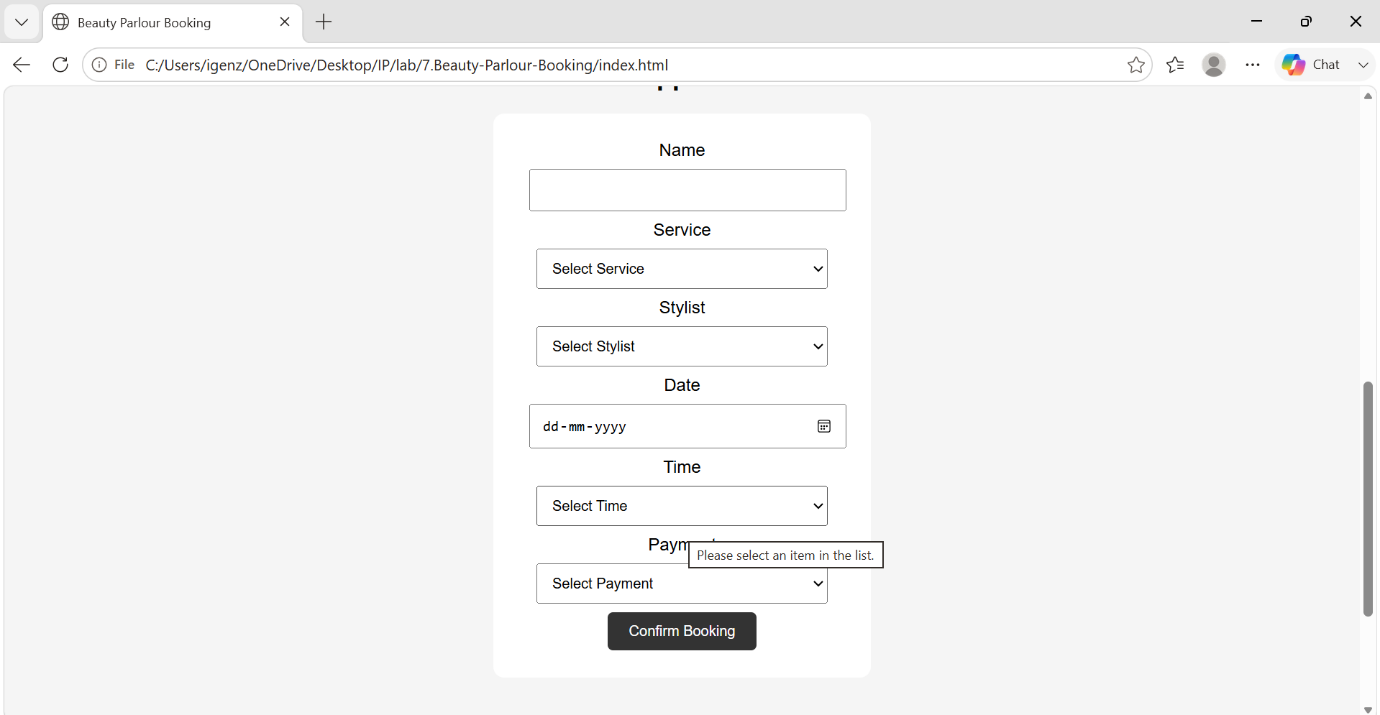 Beauty Parlour Booking
File C:/Users/igenz/OneDrive/Desktop/IP/lab/7.Beauty-Parlour-Booking/index.html
Chat
Name
Service
Select Service
Stylist
Select Stylist
Date
dd-mm-yyyy
Time
Select Time
Please select an item in the list.
Select Payment
Confirm Booking